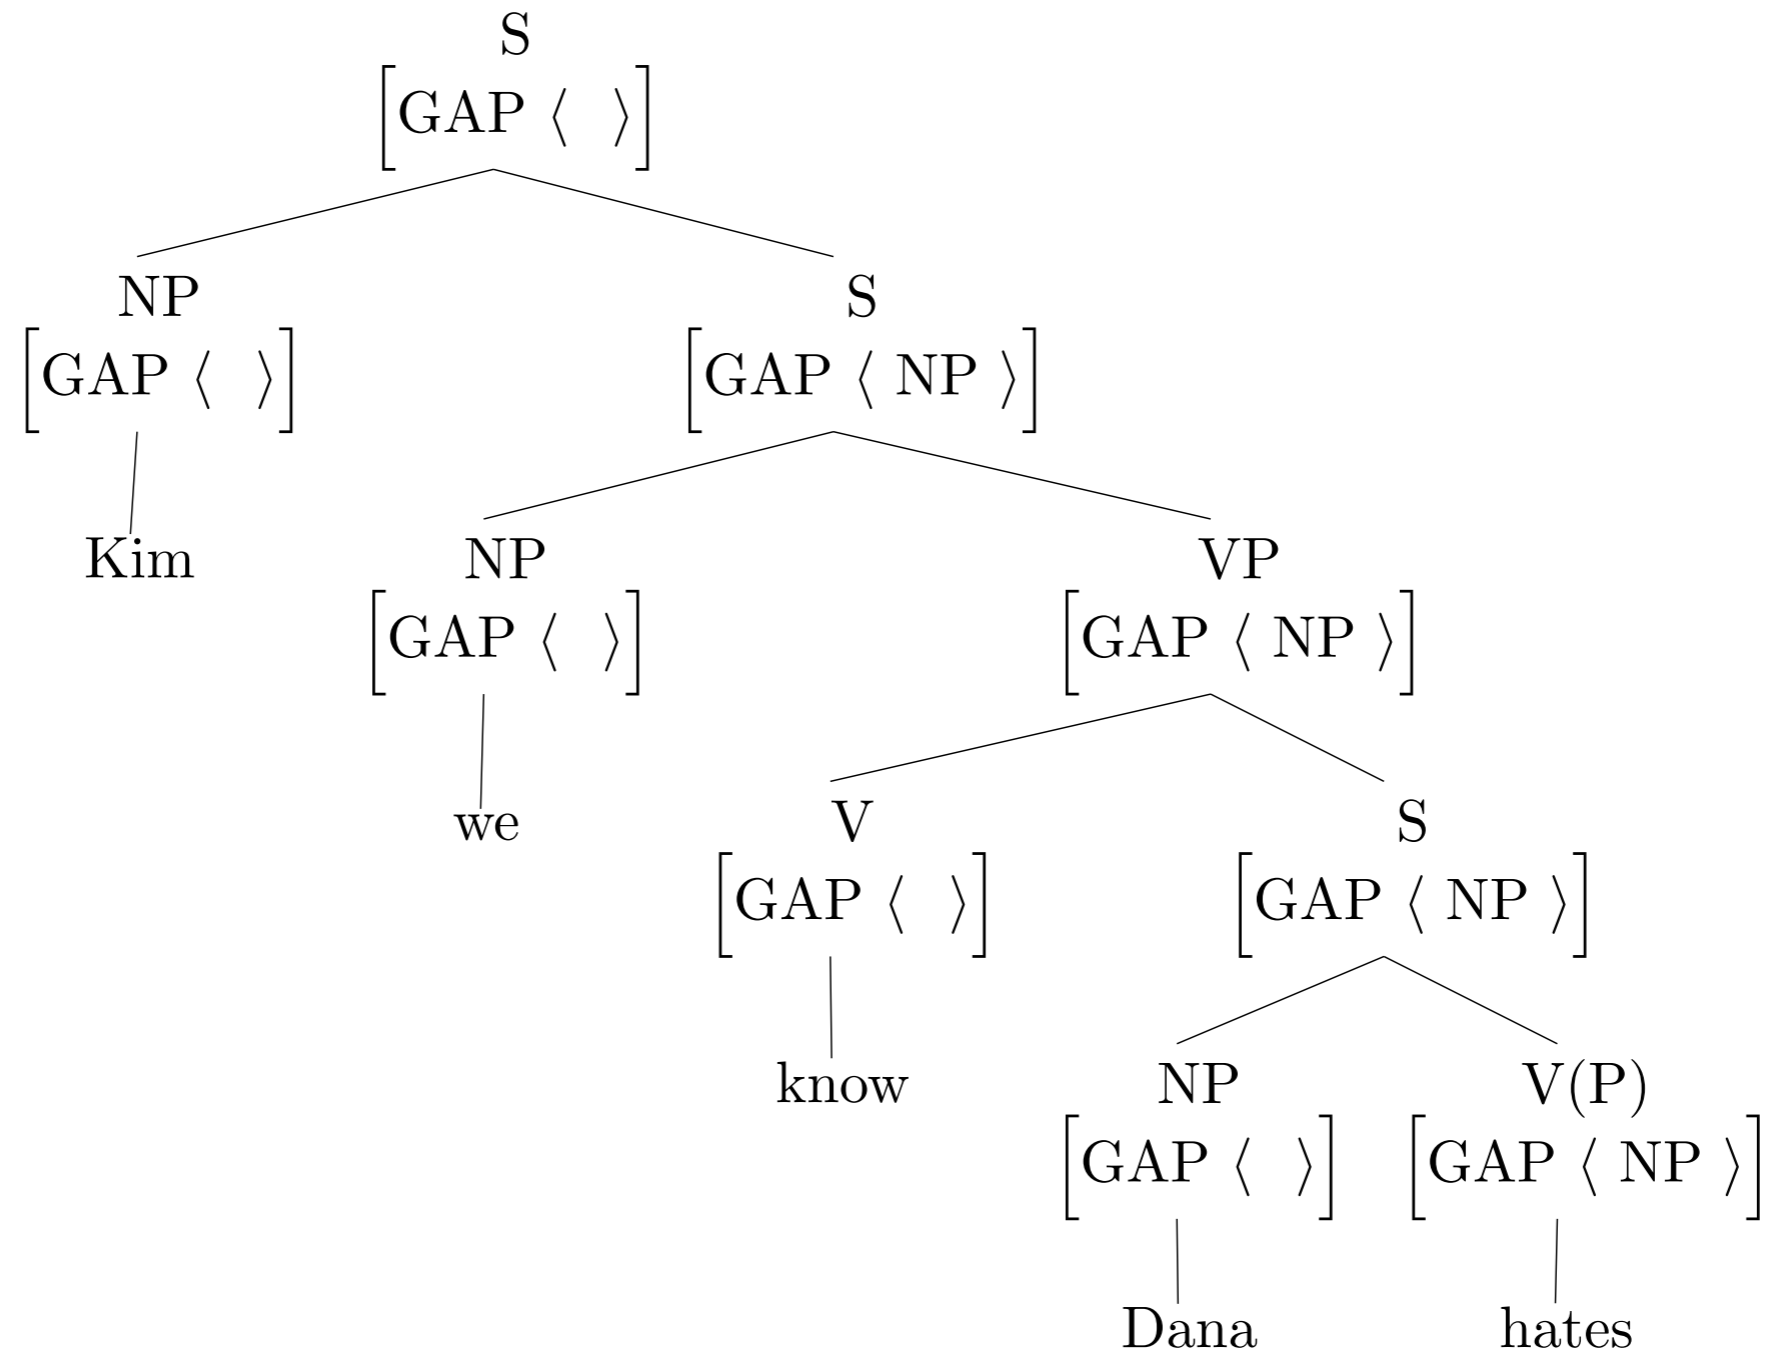 S
[GAP ⟨ ⟩]
NP S
[GAP ⟨ ⟩] [GAP ⟨ NP ⟩]
Kim NP VP
[GAP ⟨ ⟩] [GAP ⟨ NP ⟩]
we V S
[GAP ⟨ ⟩] [GAP ⟨ NP ⟩]
know NP V(P)
[GAP ⟨ ⟩] [GAP ⟨ NP ⟩]
Dana hates